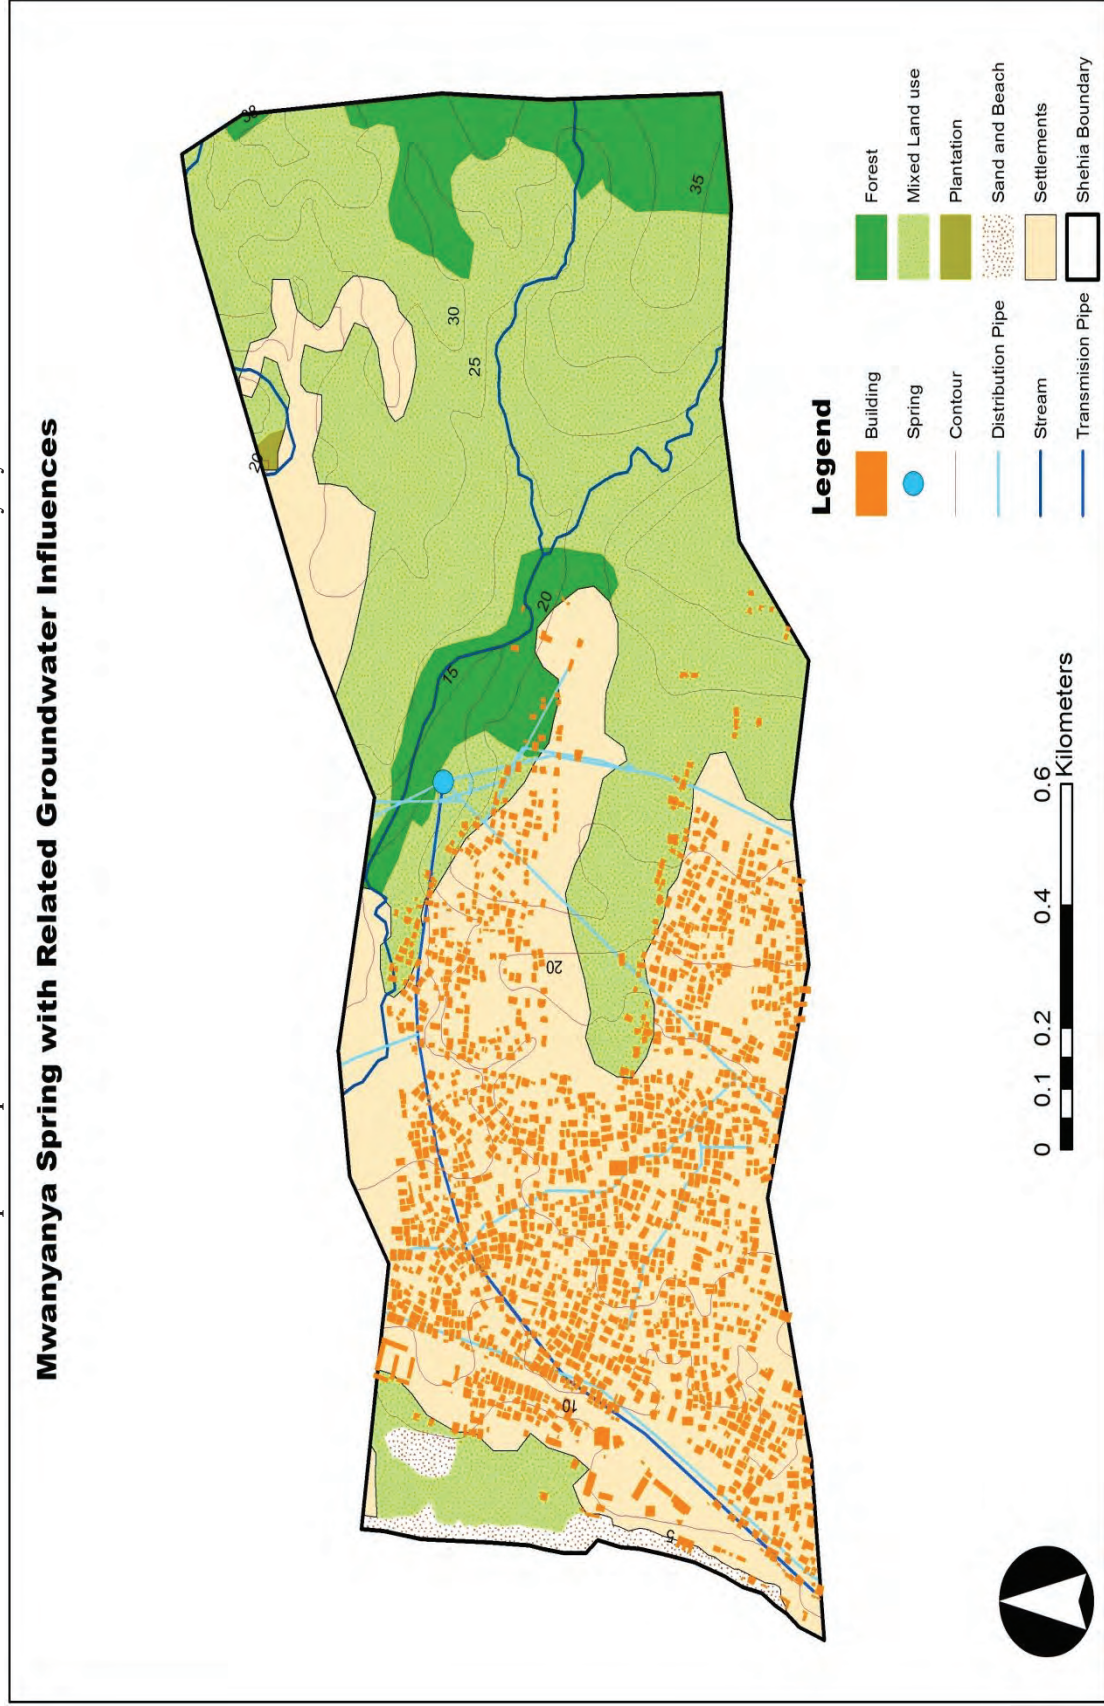 Mwanyanya Spring with Related Groundwater Influences
20
30
25
35
15
20
20
10
5
Legend
Building
Spring
Contour
Distribution Pipe
Stream
Transmision Pipe
Forest
Mixed Land use
Plantation
Sand and Beach
Settlements
Shehia Boundary
0 0.1 0.2 0.4 0.6
Kilometers